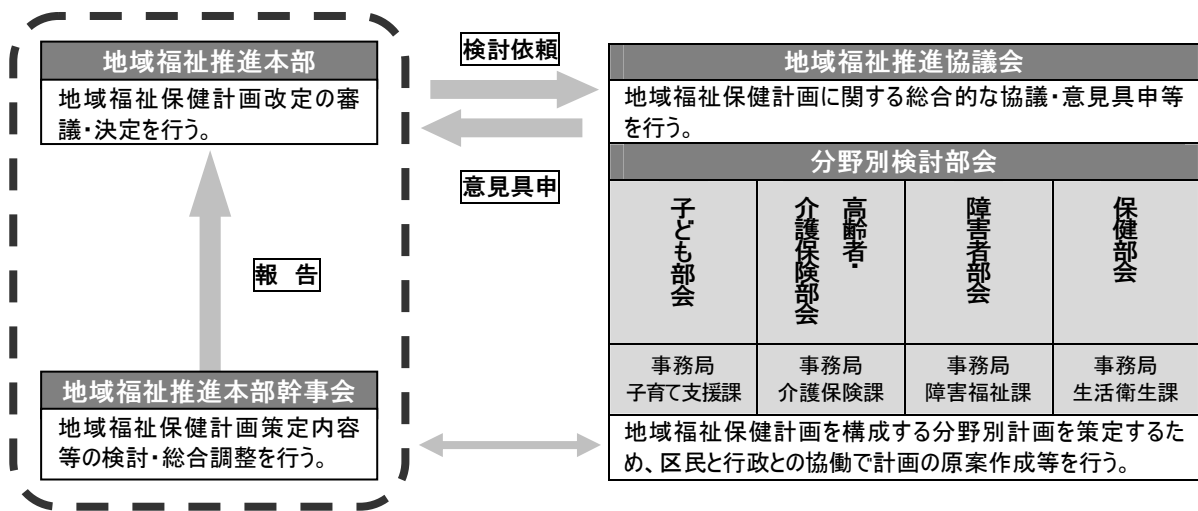 地域福祉推進本部
地域福祉保健計画改定の審
議・決定を行う。
検討依頼
意見具申
報 告
地域福祉推進本部幹事会
地域福祉保健計画策定内容
等の検討・総合調整を行う。
地域福祉推進協議会
地域福祉保健計画に関する総合的な協議・意見具申等
を行う。
分野別検討部会
子ども部会
高齢者・
介護保険部会
障害者部会
保健部会
事務局
子育て支援課
事務局
介護保険課
事務局
障害福祉課
事務局
生活衛生課
地域福祉保健計画を構成する分野別計画を策定するた
め、区民と行政との協働で計画の原案作成等を行う。